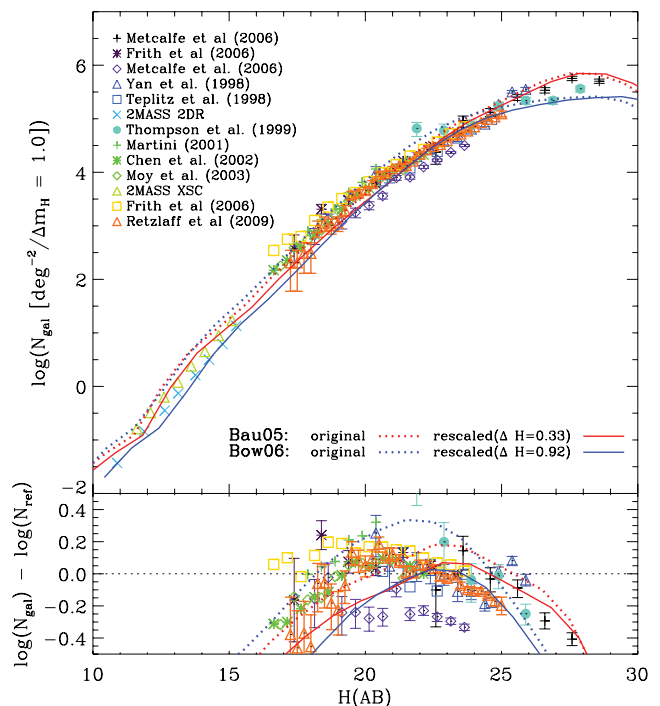 log(N_gal [deg^-2/Δm_H = 1.0])
6
4
2
0
-2
Metcalfe et al (2006)
Frith et al (2006)
Metcalfe et al. (2006)
Yan et al (1998)
Teplitz et al. (1998)
2MASS 2DR
Thompson et al. (1999)
Martini (2001)
Chen et al. (2002)
Moy et al. (2003)
2MASS XSC
Frith et al (2006)
Retzlaff et al (2009)
Bau05: original rescaled(Δ H=0.33)
Bow06: original rescaled(Δ H=0.92)
log(N_gal) - log(N_ref)
0.4
0.2
0.0
-0.2
-0.4
10 15 20 25 30
H(AB)